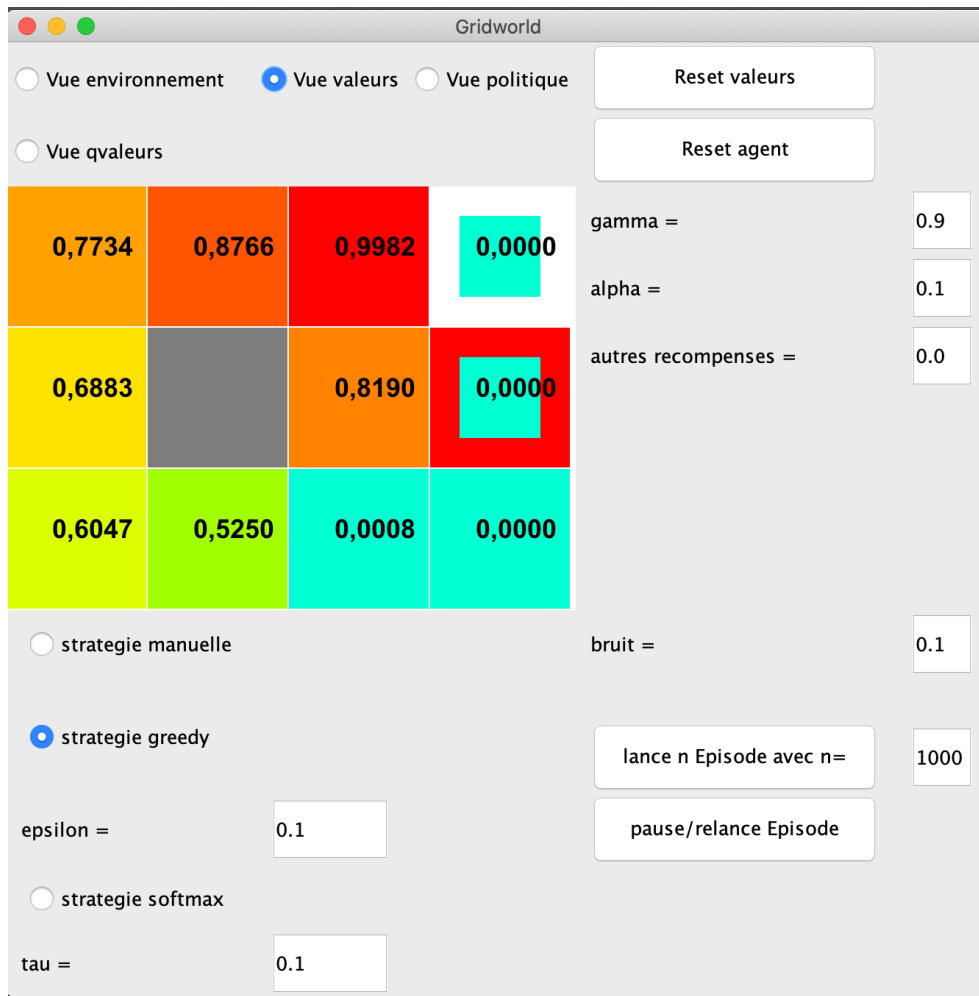 Gridworld
Vue environnement Vue valeurs Vue politique Reset valeurs
Vue qvaleurs Reset agent
0,7734 0,8766 0,9982 0,0000
gamma = 0.9
alpha = 0.1
autres recompenses = 0.0
0,6883 0,8190 0,0000
0,6047 0,5250 0,0008 0,0000
strategie manuelle bruit = 0.1
strategie greedy lance n Episode avec n= 1000
epsilon = 0.1 pause/relance Episode
strategie softmax
tau = 0.1